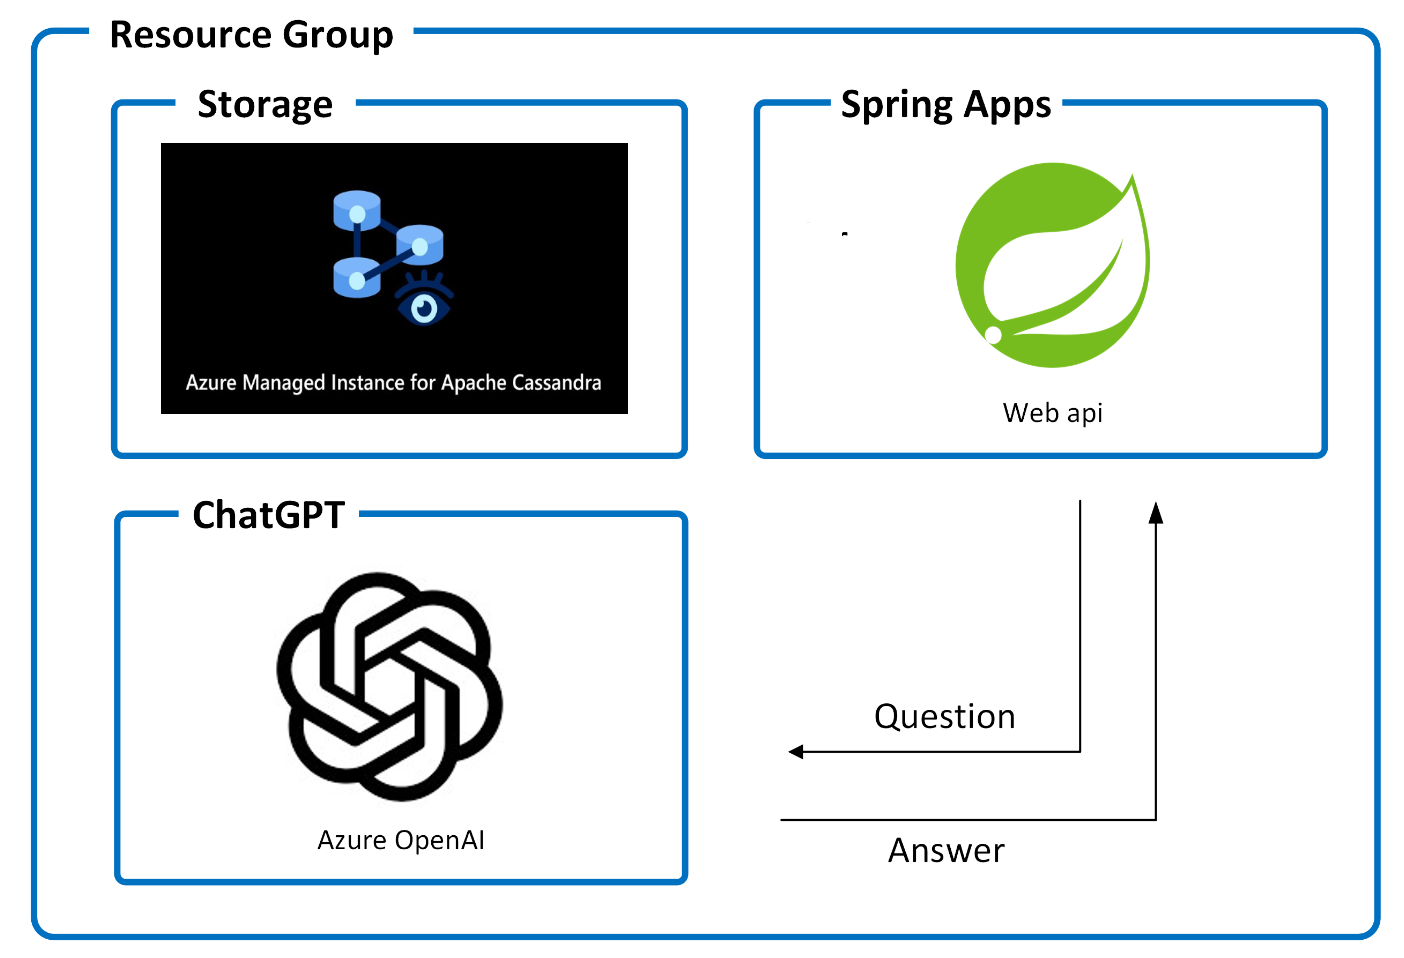 Resource Group
Storage
Spring Apps
Azure Managed Instance for Apache Cassandra
Web api
ChatGPT
Azure OpenAI
Question
Answer